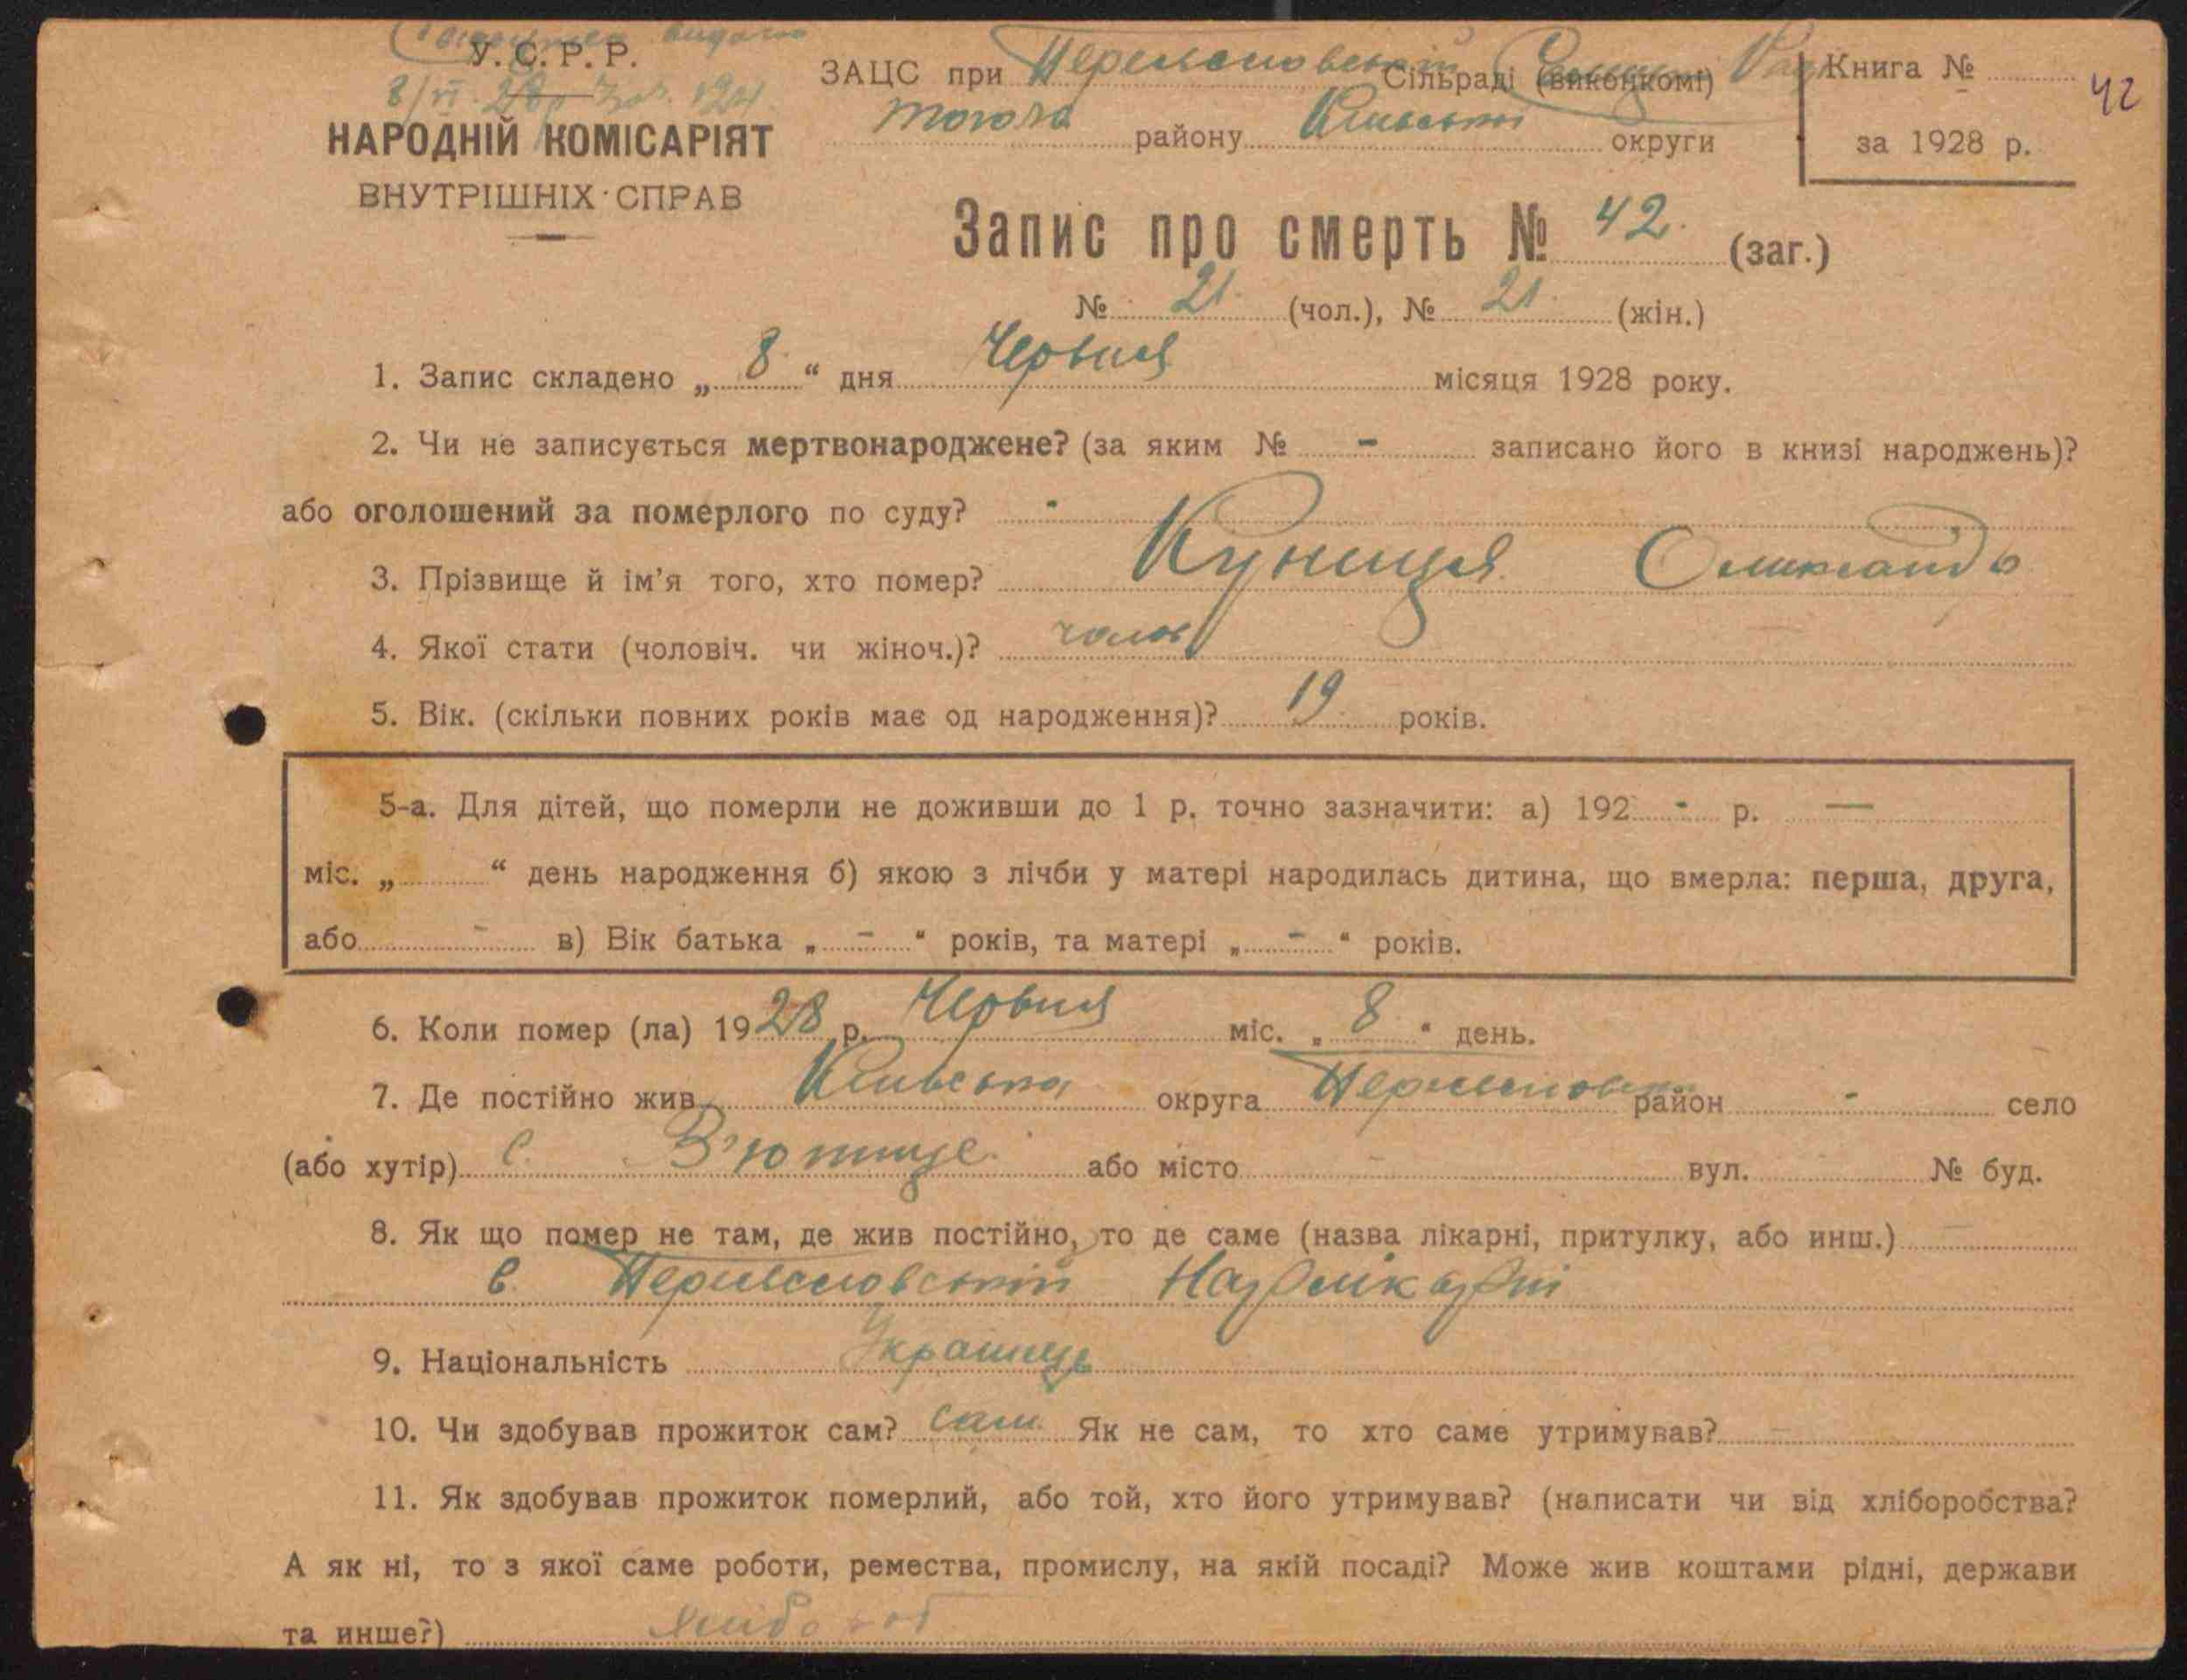 У.С.Р.Р.
НАРОДНІЙ КОМІСАРІЯТ
ВНУТРІШНІХ СПРАВ
ЗАЦС при Сільраді (виконкомі)
району Київської округи
Книга №
за 1928 р.
42
Запис про смерть № 42. (заг.)
№ 21. (чол.), № 21. (жін.)
1. Запис складено „ 8 “ дня Червня місяця 1928 року.
2. Чи не записується мертвонароджене? (за яким № - записано його в книзі народжень)?
або оголошений за померлого по суду? -
3. Прізвище й ім'я того, хто помер? Куниця
4. Якої стати (чоловіч. чи жіноч.)? чолов
5. Вік. (скільки повних років має од народження)? 19 років.
5-а. Для дітей, що померли не доживши до 1 р. точно зазначити: а) 192 - р. —
міс. „ “ день народження б) якою з лічби у матері народилась дитина, що вмерла: перша, друга,
або - в) Вік батька „ - “ років, та матері „ - “ років.
6. Коли помер (ла) 1928 р. Червня міс. „ 8 “ день.
7. Де постійно жив Київська округа район - село
(або хутір) с. В'юнище або місто - вул. № буд.
8. Як що помер не там, де жив постійно, то де саме (назва лікарні, притулку, або инш.)
в
9. Національність Українець
10. Чи здобував прожиток сам? сам Як не сам, то хто саме утримував? -
11. Як здобував прожиток померлий, або той, хто його утримував? (написати чи від хліборобства?
А як ні, то з якої саме роботи, ремества, промислу, на якій посаді? Може жив коштами рідні, держави
та инше?)